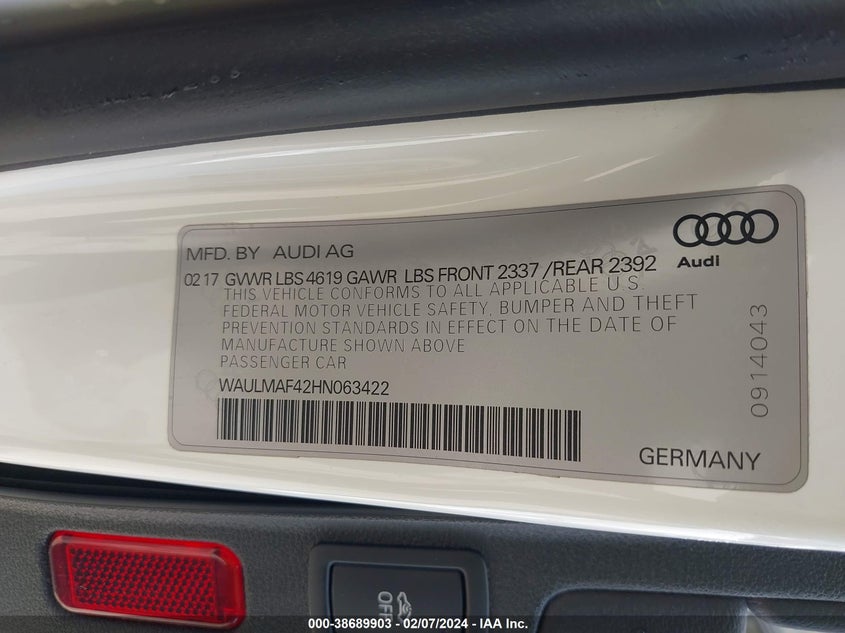 MFD. BY AUDI AG
Audi
02 17 GVWR LBS 4619 GAWR LBS FRONT 2337 /REAR 2392
THIS VEHICLE CONFORMS TO ALL APPLICABLE U.S.
FEDERAL MOTOR VEHICLE SAFETY, BUMPER AND THEFT
PREVENTION STANDARDS IN EFFECT ON THE DATE OF
MANUFACTURE SHOWN ABOVE
PASSENGER CAR
WAULMAF42HN063422
0914043
GERMANY
OFF
000-38689903 - 02/07/2024 - IAA Inc.